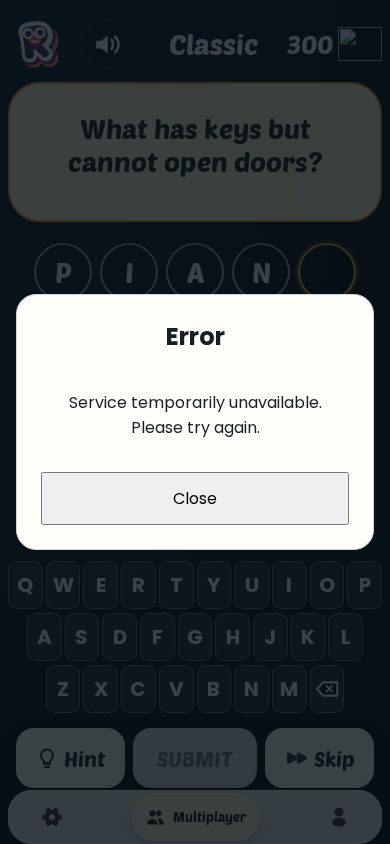 R
Classic
300
What has keys but
cannot open doors?
P I A N
Error
Service temporarily unavailable.
Please try again.
Close
Q W E R T Y U I O P
A S D F G H J K L
Z X C V B N M
Hint SUBMIT Skip
Multiplayer